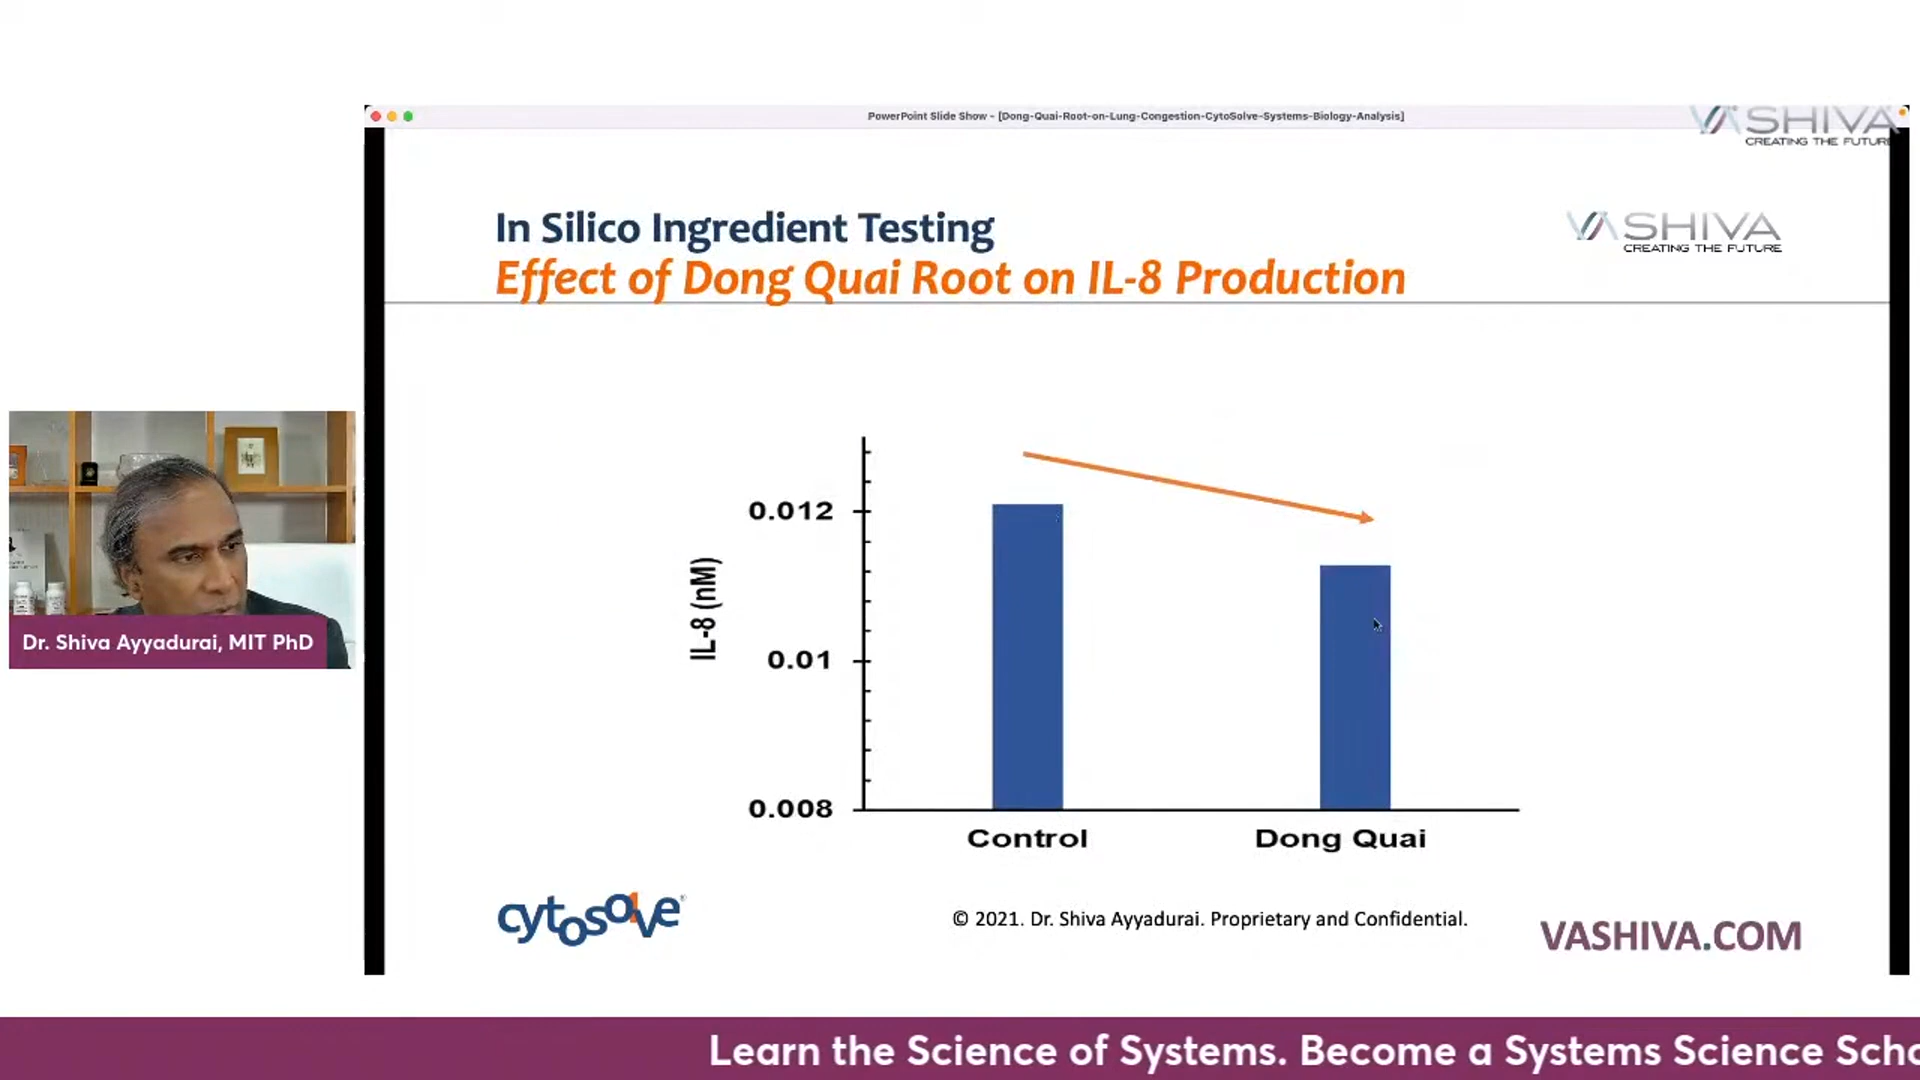 PowerPoint Slide Show - [Dong-Quai-Root-on-Lung-Congestion-CytoSolve-Systems-Biology-Analysis]
VASHIVA
CREATING THE FUTURE
In Silico Ingredient Testing
Effect of Dong Quai Root on IL-8 Production
VASHIVA
CREATING THE FUTURE
0.012
IL-8 (nM)
0.01
0.008
Control
Dong Quai
Dr. Shiva Ayyadurai, MIT PhD
cytosolve®
© 2021. Dr. Shiva Ayyadurai. Proprietary and Confidential.
VASHIVA.COM
Learn the Science of Systems. Become a Systems Science Scho